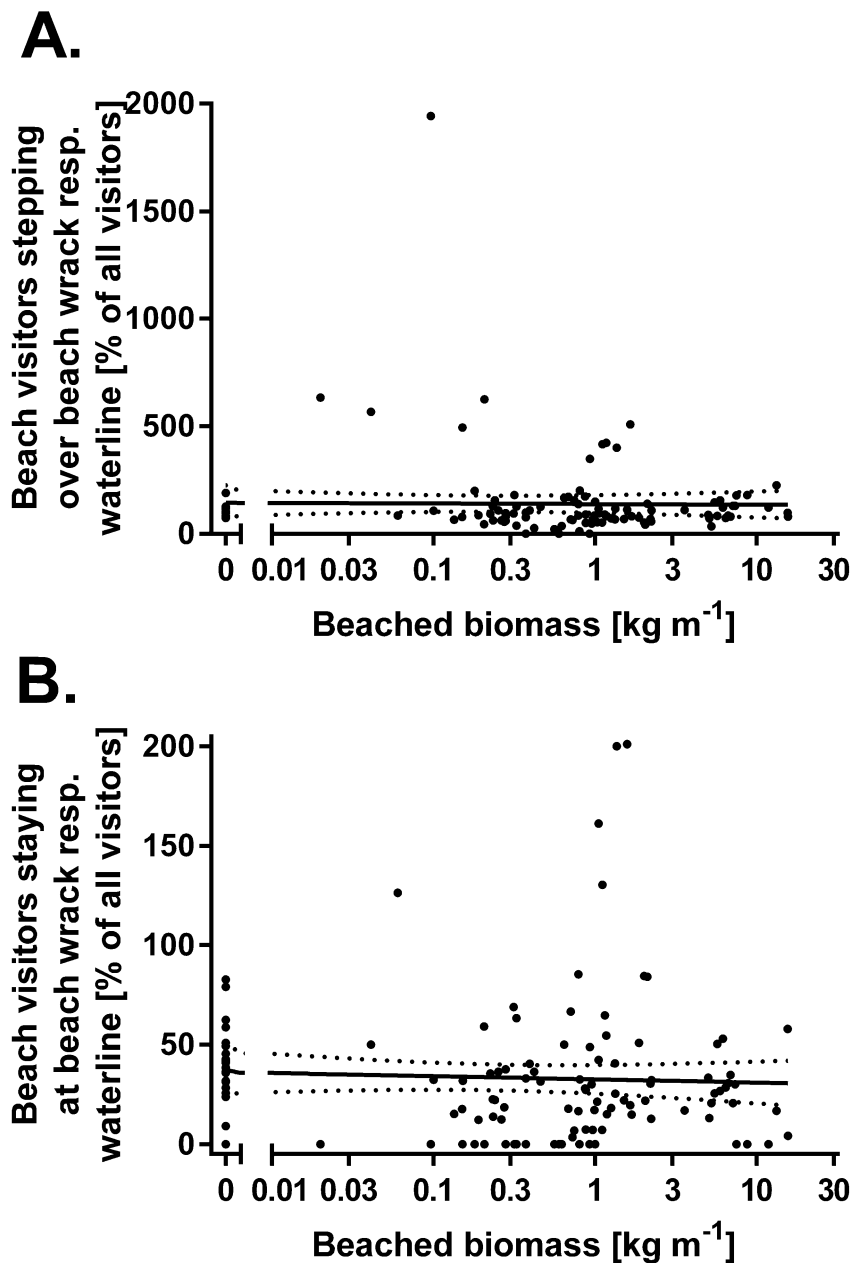 A.
Beach visitors stepping
over beach wrack resp.
waterline [% of all visitors]
2000
1500
1000
500
0
0 0.01 0.03 0.1 0.3 1 3 10 30
Beached biomass [kg m-1]
B.
Beach visitors staying
at beach wrack resp.
waterline [% of all visitors]
200
150
100
50
0
0 0.01 0.03 0.1 0.3 1 3 10 30
Beached biomass [kg m-1]